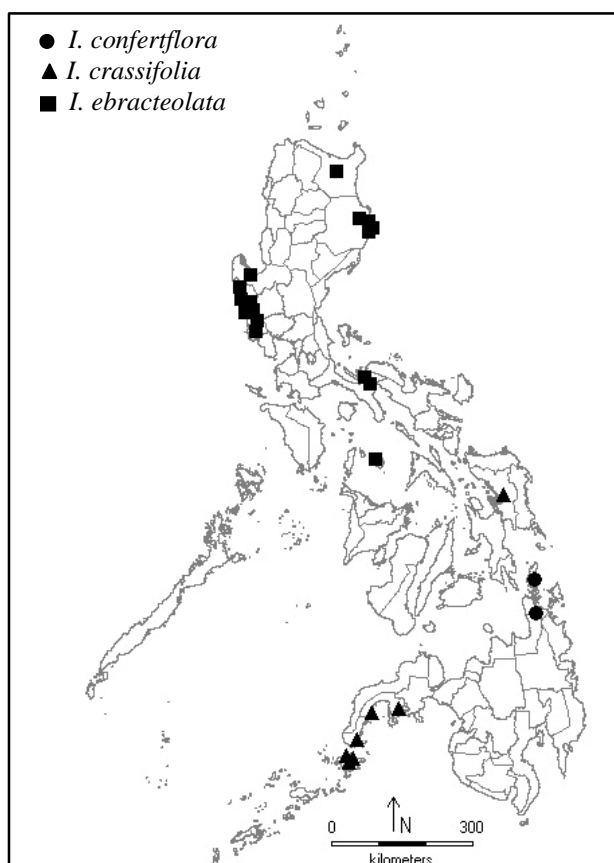 I. confertflora
I. crassifolia
I. ebracteolata
N
0 300
kilometers